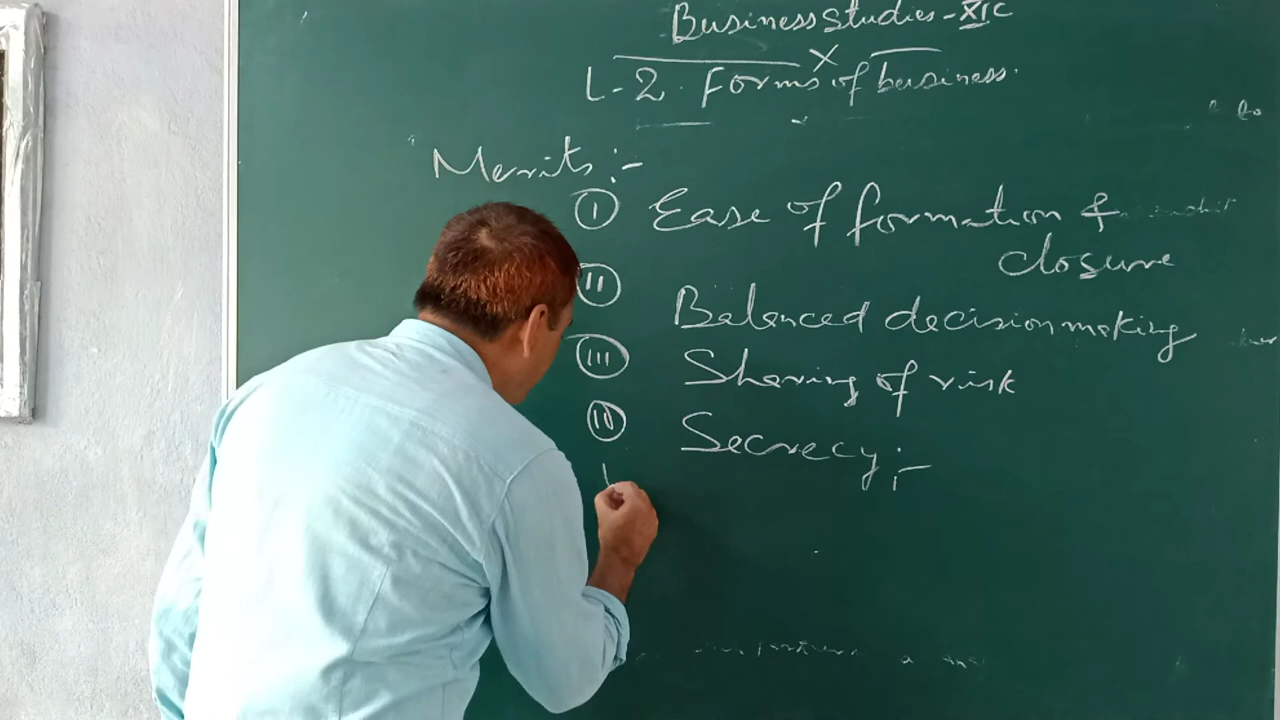 Business Studies - XI C
X
L-2. Forms of business.
Merits :-
(I) Ease of formation &
closure
(II) Balanced decision making
(III) Sharing of risk
(IV) Secrecy :-